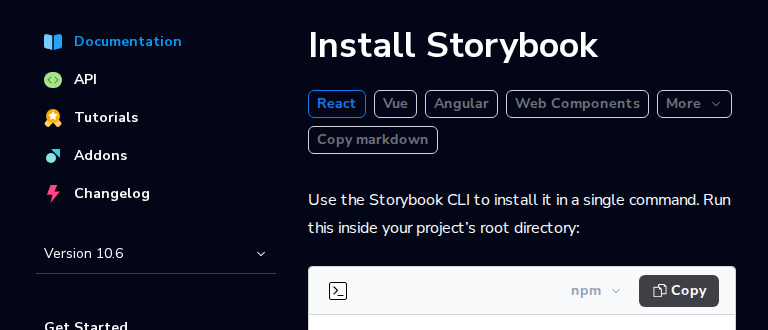 Documentation
API
Tutorials
Addons
Changelog
Version 10.6
Get Started
Install Storybook
React Vue Angular Web Components More
Copy markdown
Use the Storybook CLI to install it in a single command. Run
this inside your project's root directory:
npm Copy